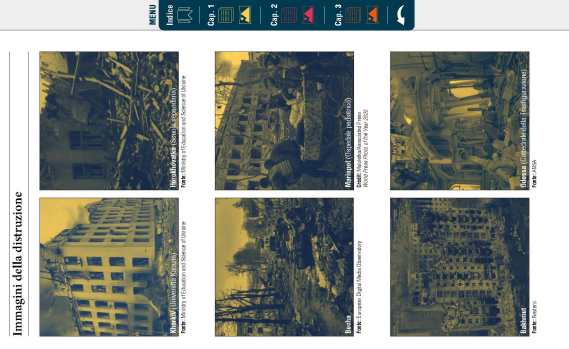 Immagini della distruzione
Kharkiv (Università Karazin)
Fonte: Ministry of Education and Science of Ukraine
Horokhovatka (Scuola secondaria)
Fonte: Ministry of Education and Science of Ukraine
Bucha
Fonte: European Digital Media Observatory
Mariupol (Ospedale pediatrico)
Credit: Maloletka/Associated Press
World Press Photo of the Year 2023
Bakhmut
Fonte: Reuters
Odessa (Cattedrale della Trasfigurazione)
Fonte: ANSA
MENU
Indice
Cap. 1
Cap. 2
Cap. 3